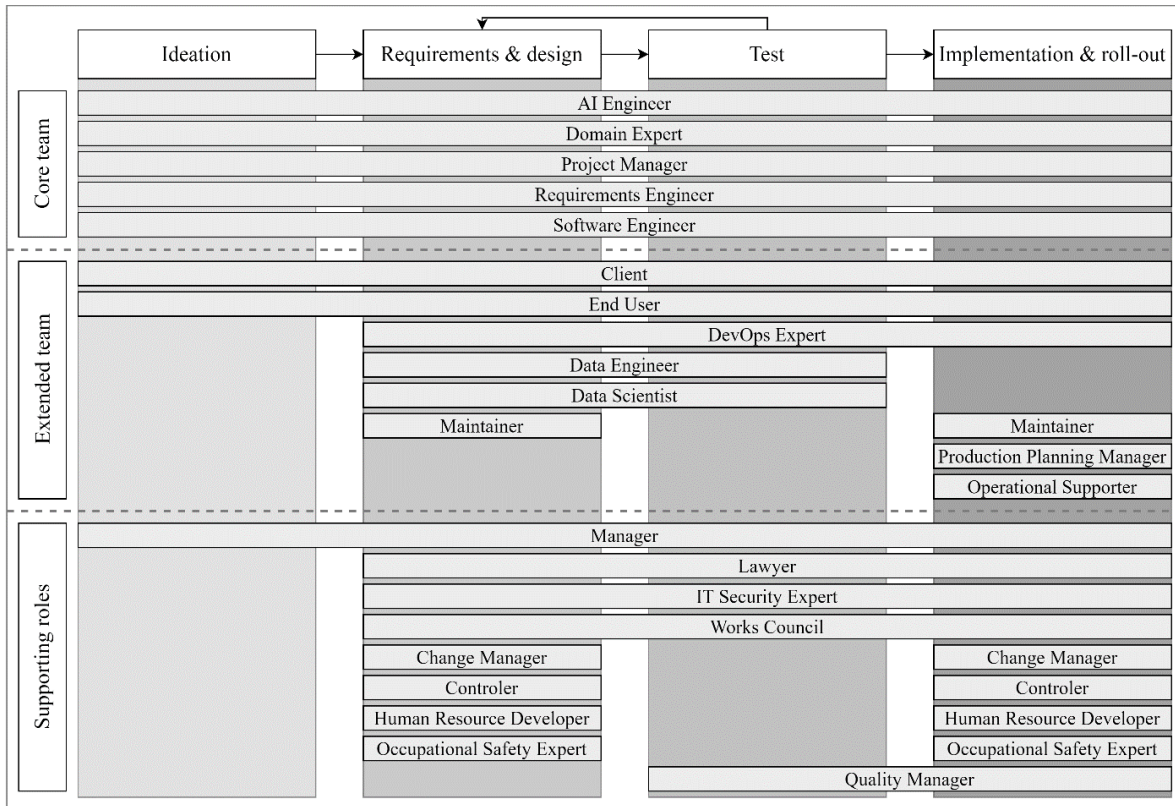 Ideation
Requirements & design
Test
Implementation & roll-out
Core team
AI Engineer
Domain Expert
Project Manager
Requirements Engineer
Software Engineer
Extended team
Client
End User
DevOps Expert
Data Engineer
Data Scientist
Maintainer
Maintainer
Production Planning Manager
Operational Supporter
Supporting roles
Manager
Lawyer
IT Security Expert
Works Council
Change Manager
Change Manager
Controler
Controler
Human Resource Developer
Human Resource Developer
Occupational Safety Expert
Occupational Safety Expert
Quality Manager